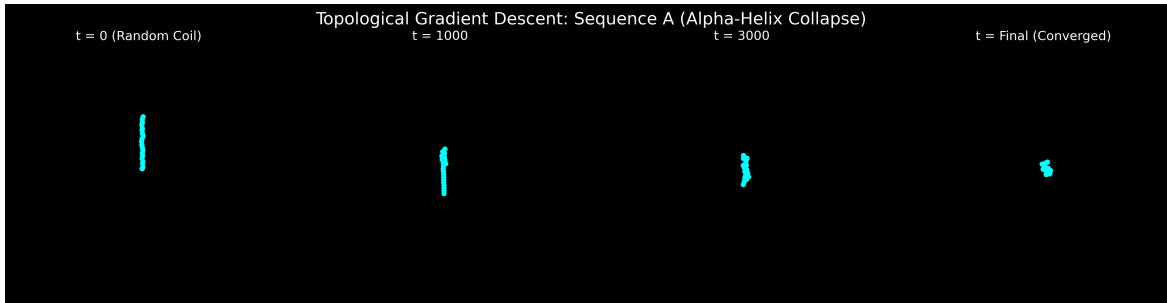 Topological Gradient Descent: Sequence A (Alpha-Helix Collapse)
t = 0 (Random Coil)
t = 1000
t = 3000
t = Final (Converged)